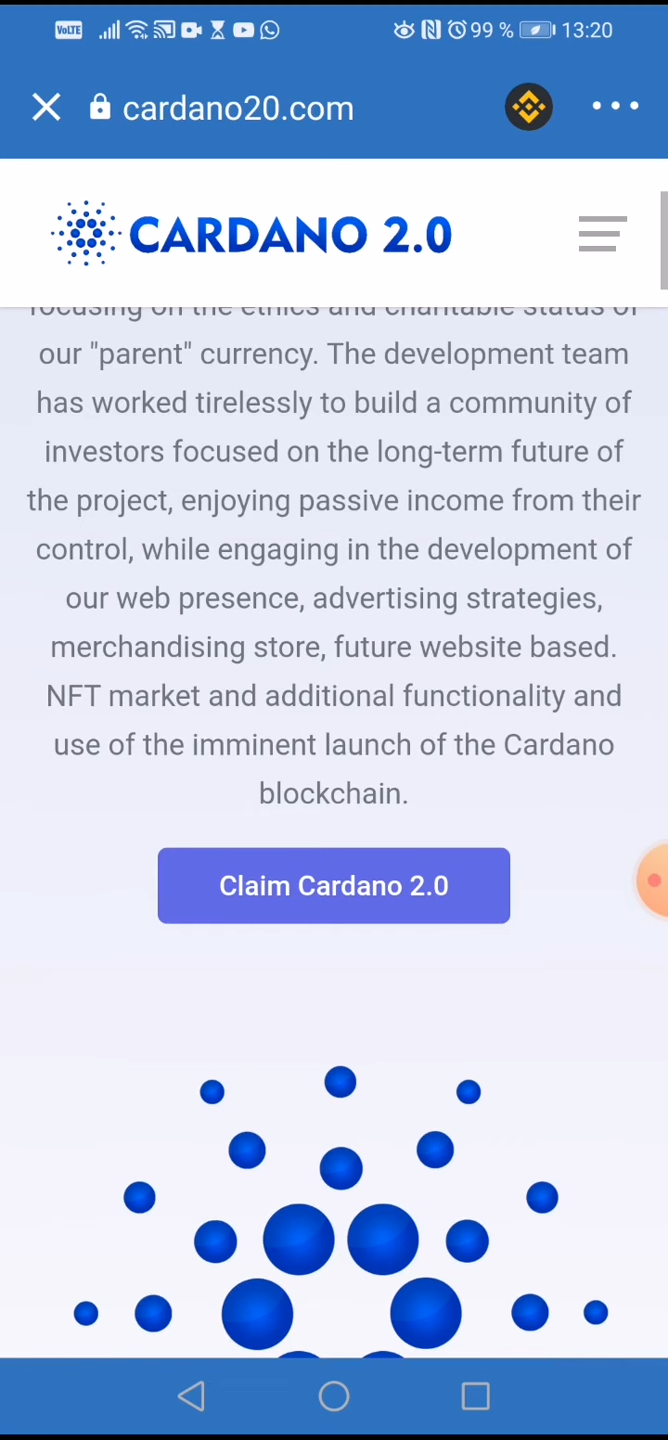 VoLTE 99 % 13:20
cardano20.com
CARDANO 2.0
focusing on the ethics and charitable status of
our "parent" currency. The development team
has worked tirelessly to build a community of
investors focused on the long-term future of
the project, enjoying passive income from their
control, while engaging in the development of
our web presence, advertising strategies,
merchandising store, future website based.
NFT market and additional functionality and
use of the imminent launch of the Cardano
blockchain.
Claim Cardano 2.0